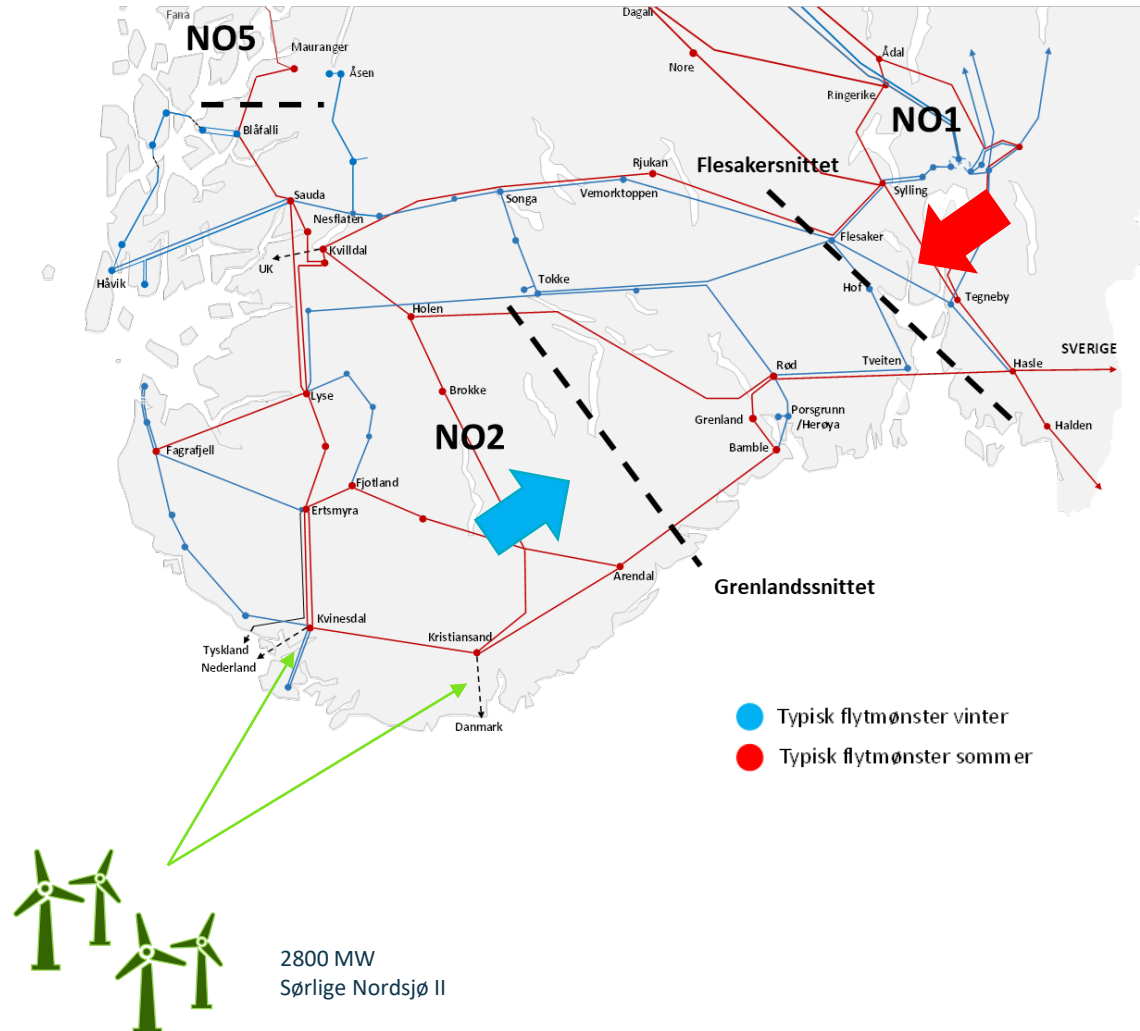 Fana
NO5
Mauranger
Åsen
Dagali
Nore
Ådal
Ringerike
NO1
Blåfalli
Flesakersnittet
Rjukan
Vemorktoppen
Sylling
Sauda
Nesflaten
Songa
Kvilldal
UK
Flesaker
Håvik
Tokke
Hof
Tegneby
Holen
SVERIGE
Tveiten
Hasle
Rød
Brokke
Lyse
Grenland
Porsgrunn
/Herøya
Halden
NO2
Bamble
Fagrafjell
Fjotland
Ertsmyra
Arendal
Grenlandssnittet
Kvinesdal
Kristiansand
Tyskland
Nederland
Danmark
Typisk flytmønster vinter
Typisk flytmønster sommer
2800 MW
Sørlige Nordsjø II